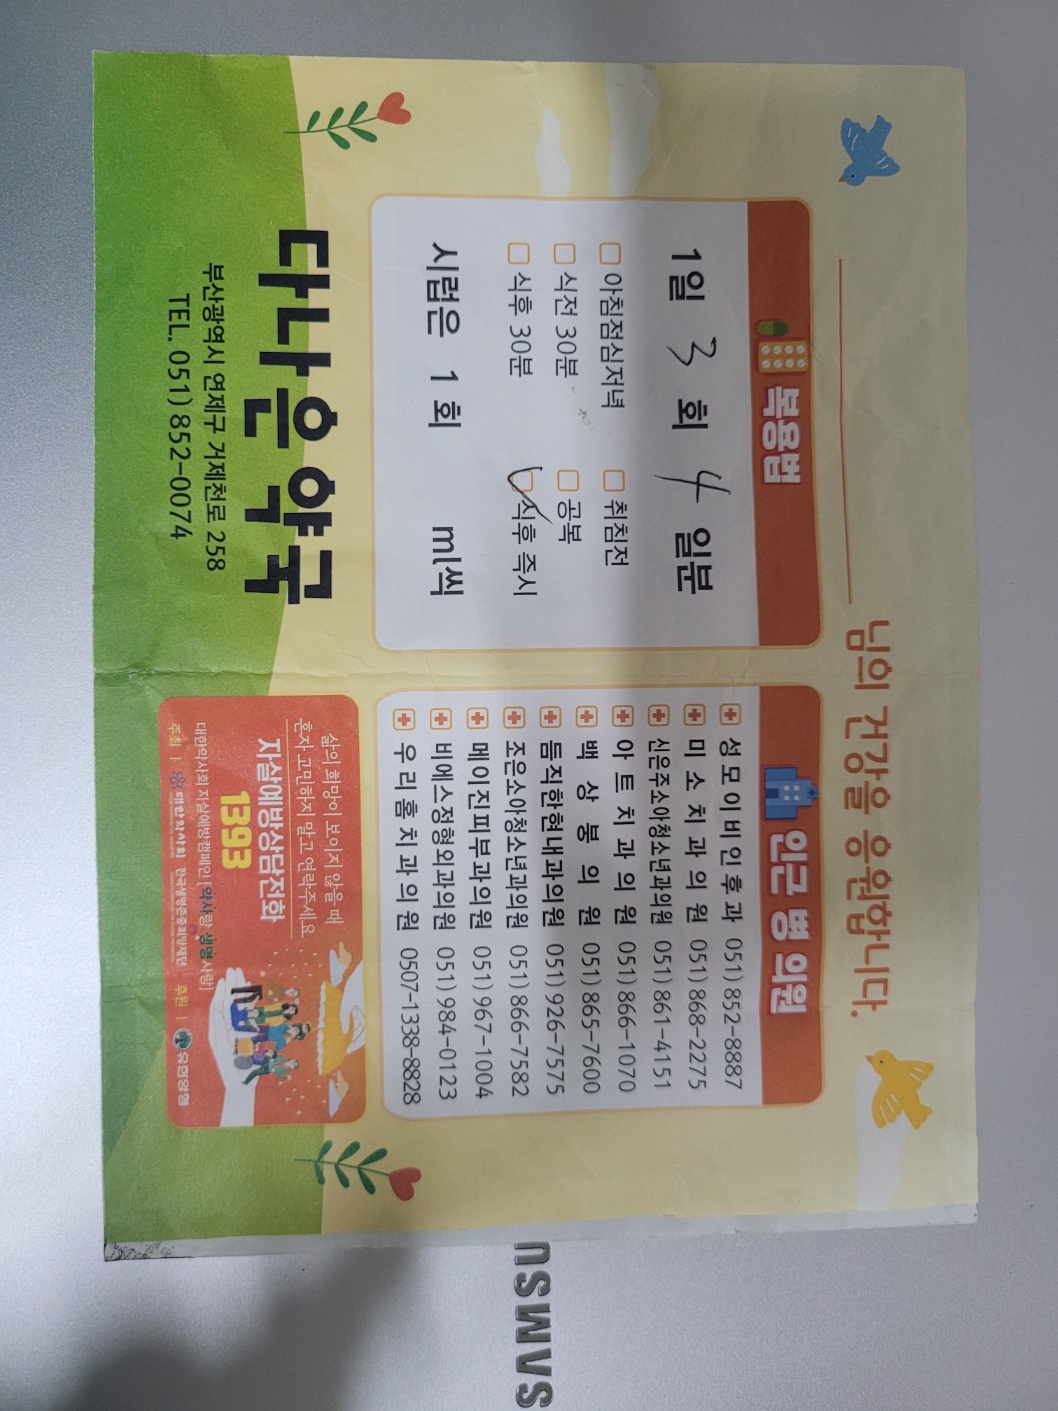 님의 건강을 응원합니다.
복용법
1일 3 회 4 일분
아침점심저녁 취침전
식전 30분 공복
식후 30분 식후 즉시
시럽은 1 회 ml씩
인근 병 의원
성모이비인후과 051) 852-8887
미소치과의원 051) 868-2275
신은주소아청소년과의원 051) 861-4151
아트치과의원 051) 866-1070
백상붕의원 051) 865-7600
듬직한현내과의원 051) 926-7575
조은소아청소년과의원 051) 866-7582
메이진피부과의원 051) 967-1004
비에스정형외과의원 051) 984-0123
우리홈치과의원 0507-1338-8828
다나은약국
부산광역시 연제구 거제천로 258
TEL. 051) 852-0074
삶의 희망이 보이지 않을 때
혼자 고민하지 말고 연락주세요
자살예방상담전화
1393
대한약사회 자살예방캠페인| 약사랑 생명사랑|
주최 | 대한약사회 한국생명존중희망재단 후원 | 유한양행
SAMSUN